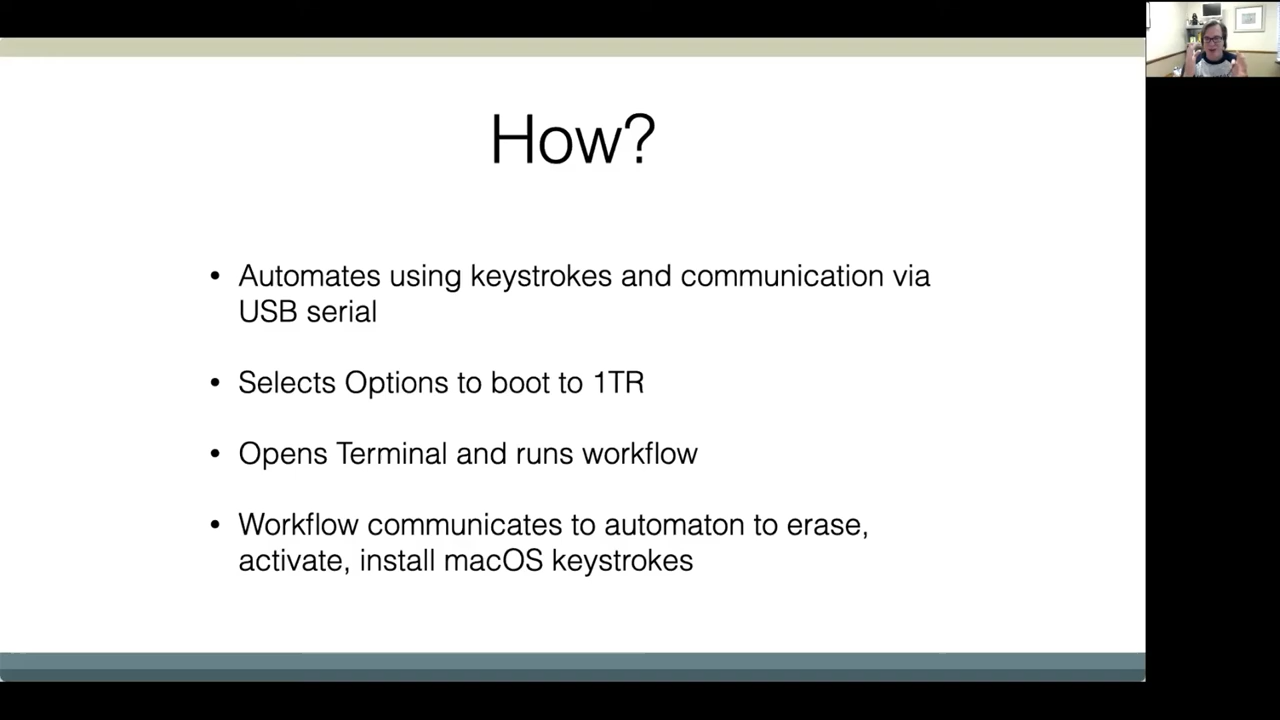 How?
• Automates using keystrokes and communication via
USB serial
• Selects Options to boot to 1TR
• Opens Terminal and runs workflow
• Workflow communicates to automaton to erase,
activate, install macOS keystrokes